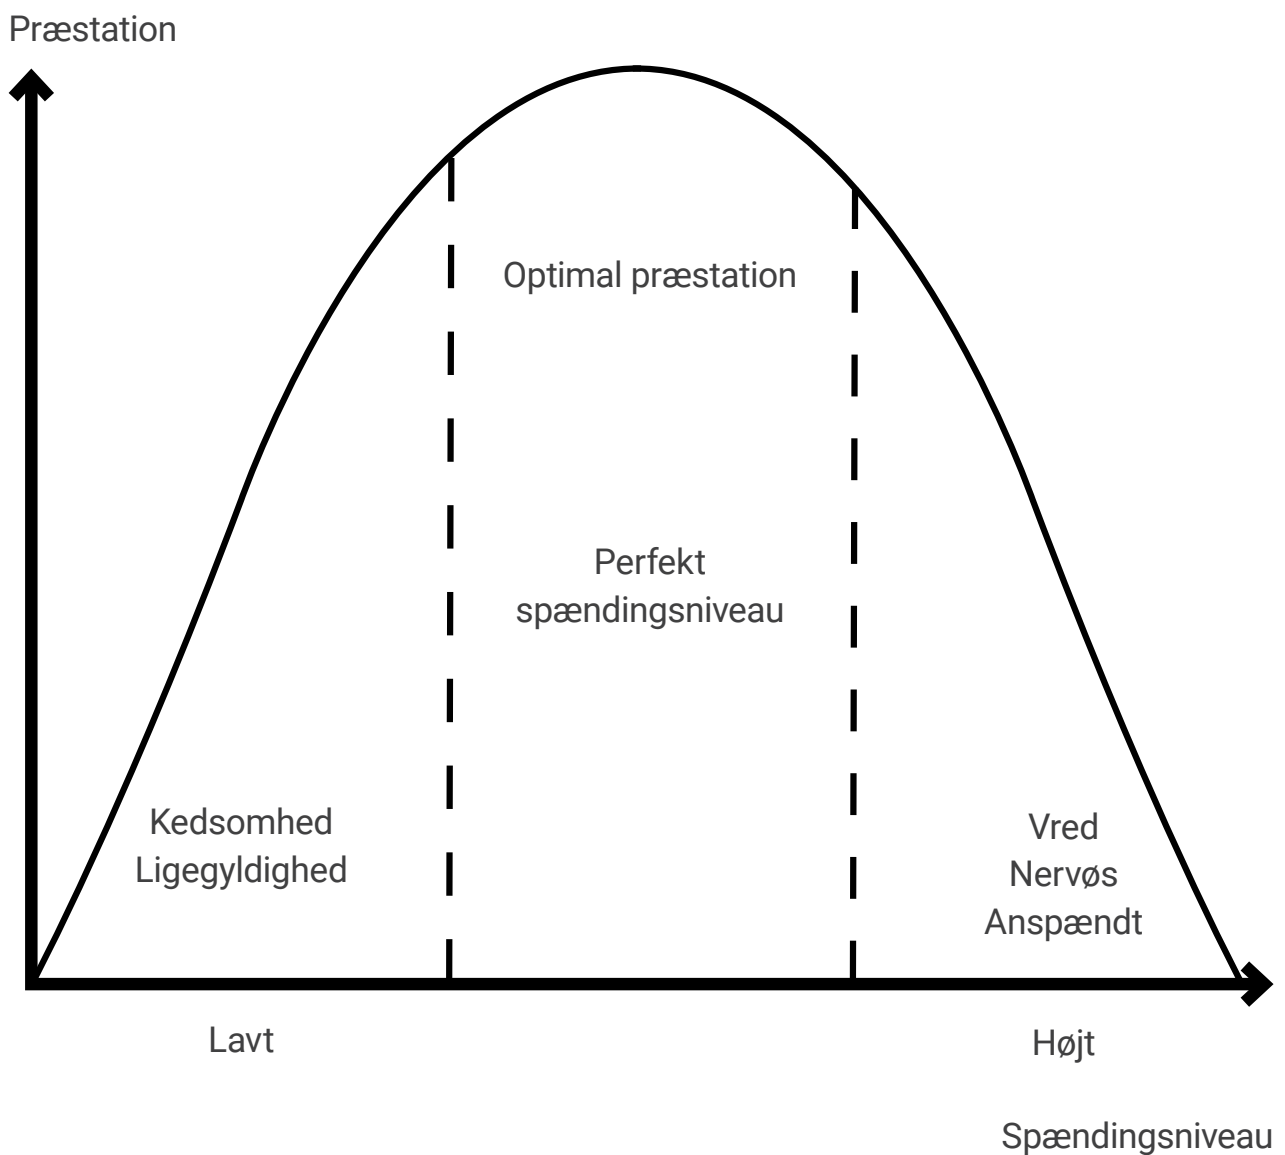 Præstation
Optimal præstation
Perfekt
spændingsniveau
Kedsomhed
Ligegyldighed
Vred
Nervøs
Anspændt
Lavt
Højt
Spændingsniveau